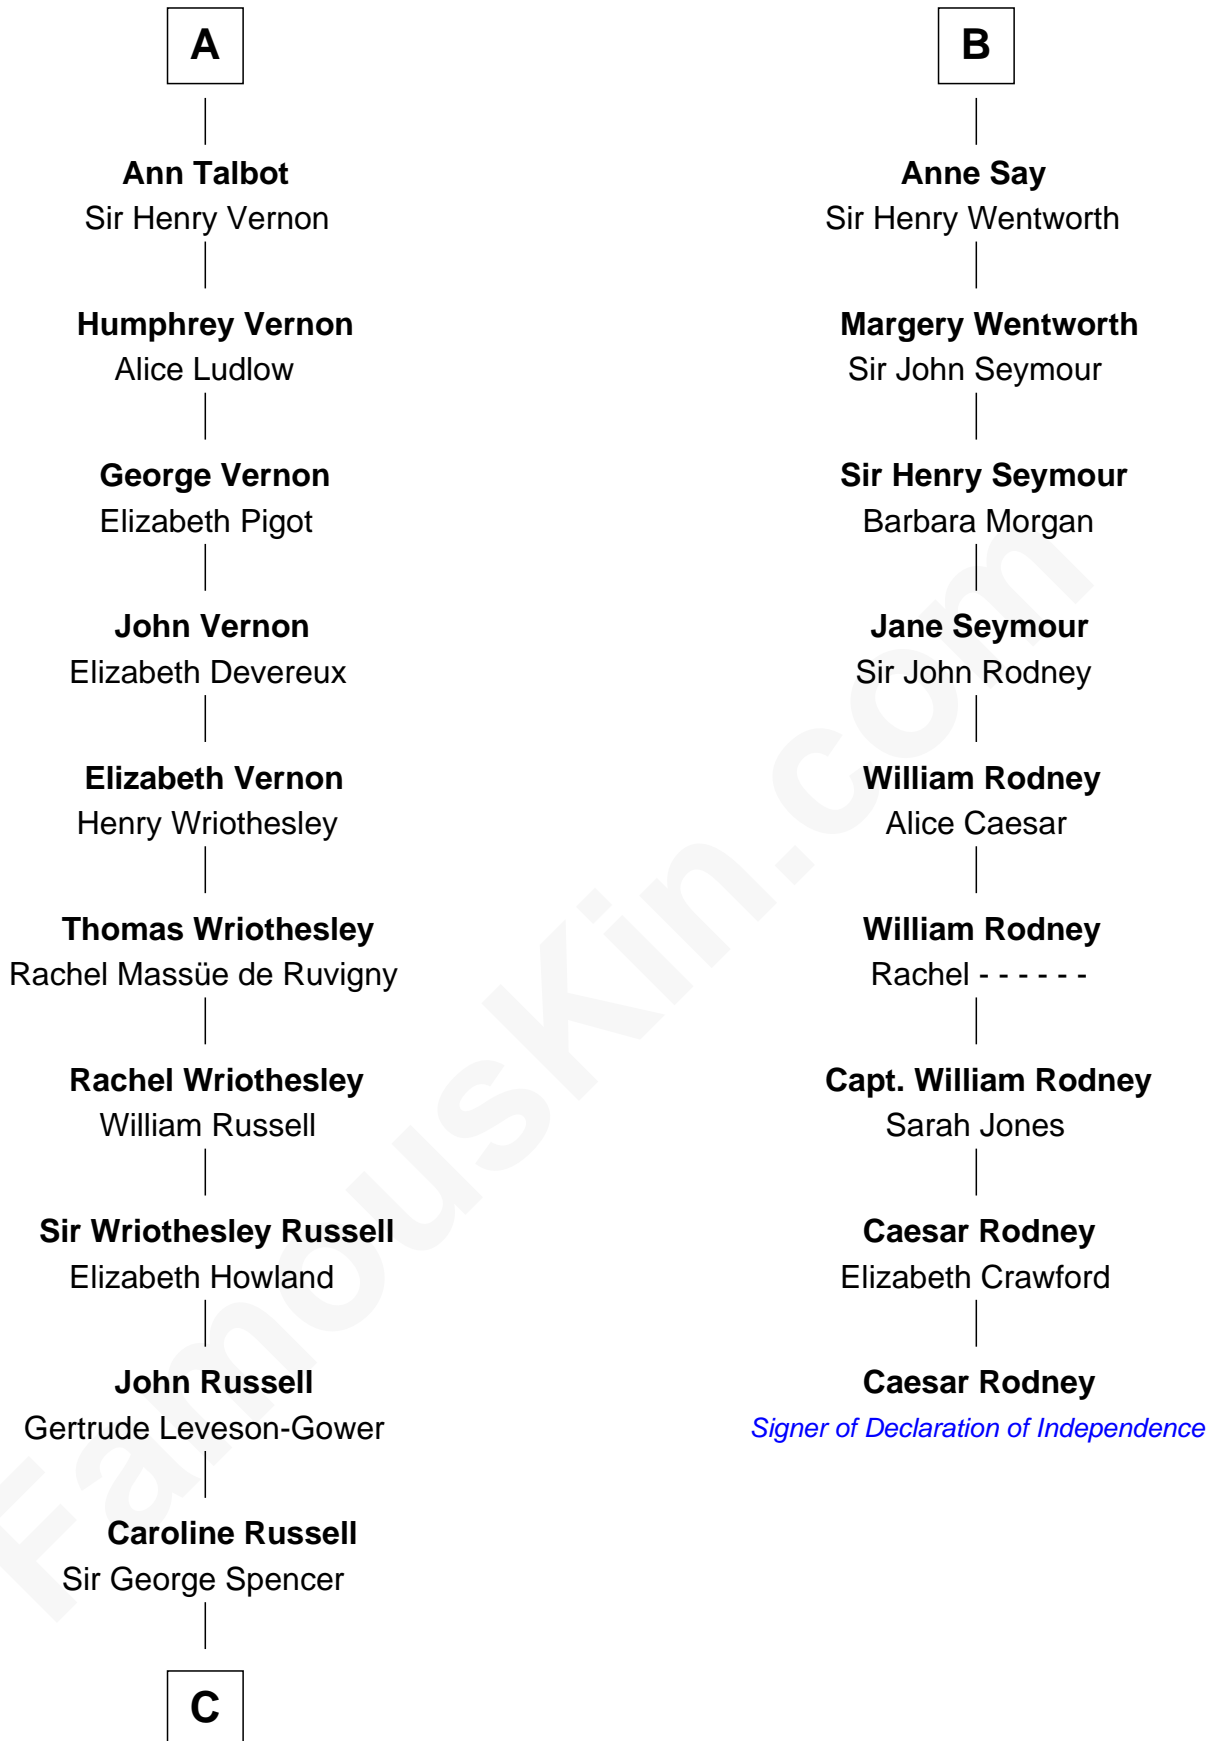 A
Ann Talbot
Sir Henry Vernon
Humphrey Vernon
Alice Ludlow
George Vernon
Elizabeth Pigot
John Vernon
Elizabeth Devereux
Elizabeth Vernon
Henry Wriothesley
Thomas Wriothesley
Rachel Massüe de Ruvigny
Rachel Wriothesley
William Russell
Sir Wriothesley Russell
Elizabeth Howland
John Russell
Gertrude Leveson-Gower
Caroline Russell
Sir George Spencer
C
B
Anne Say
Sir Henry Wentworth
Margery Wentworth
Sir John Seymour
Sir Henry Seymour
Barbara Morgan
Jane Seymour
Sir John Rodney
William Rodney
Alice Caesar
William Rodney
Rachel - - - - - -
Capt. William Rodney
Sarah Jones
Caesar Rodney
Elizabeth Crawford
Caesar Rodney
Signer of Declaration of Independence
FamousKin.com